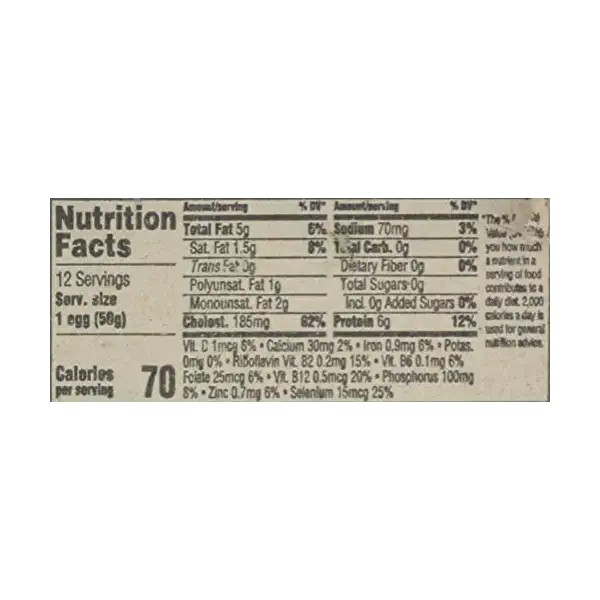 Nutrition
Facts
12 Servings
Serv. size
1 egg (50g)
Calories
per serving
70
Amount/serving % DV*
Total Fat 5g 6%
Sat. Fat 1.5g 8%
Trans Fat 0g
Polyunsat. Fat 1g
Monounsat. Fat 2g
Cholest. 185mg 62%
Amount/serving % DV*
Sodium 70mg 3%
Total Carb. 0g 0%
Dietary Fiber 0g 0%
Total Sugars 0g
Incl. 0g Added Sugars 0%
Protein 6g 12%
Vit. D 1mcg 6% • Calcium 30mg 2% • Iron 0.9mg 6% • Potas.
0mg 0% • Riboflavin Vit. B2 0.2mg 15% • Vit. B6 0.1mg 6%
Folate 25mcg 6% • Vit. B12 0.5mcg 20% • Phosphorus 100mg
8% • Zinc 0.7mg 6% • Selenium 15mcg 25%
*The %
Value
you how much
a nutrient in a
serving of food
contributes to a
daily diet. 2,000
calories a day is
used for general
nutrition advice.